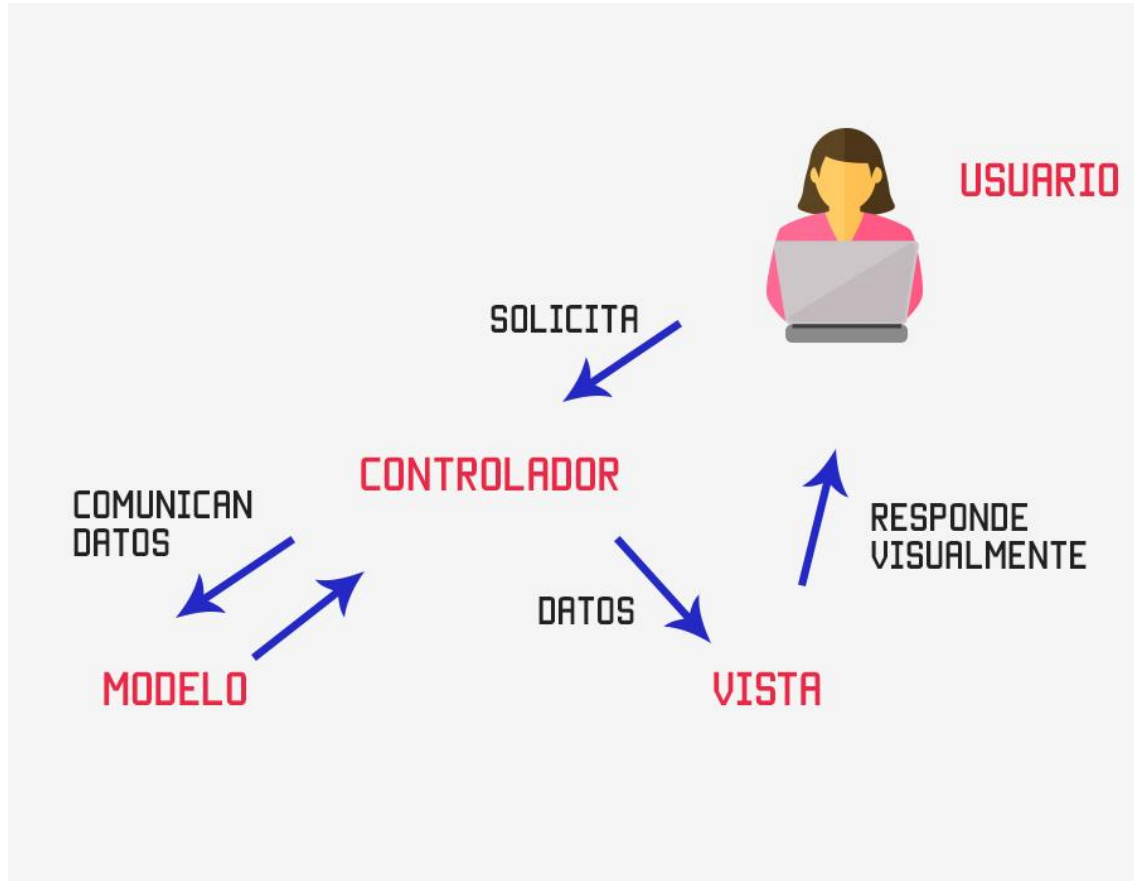 USUARIO
SOLICITA
CONTROLADOR
COMUNICAN
DATOS
RESPONDE
VISUALMENTE
DATOS
MODELO
VISTA